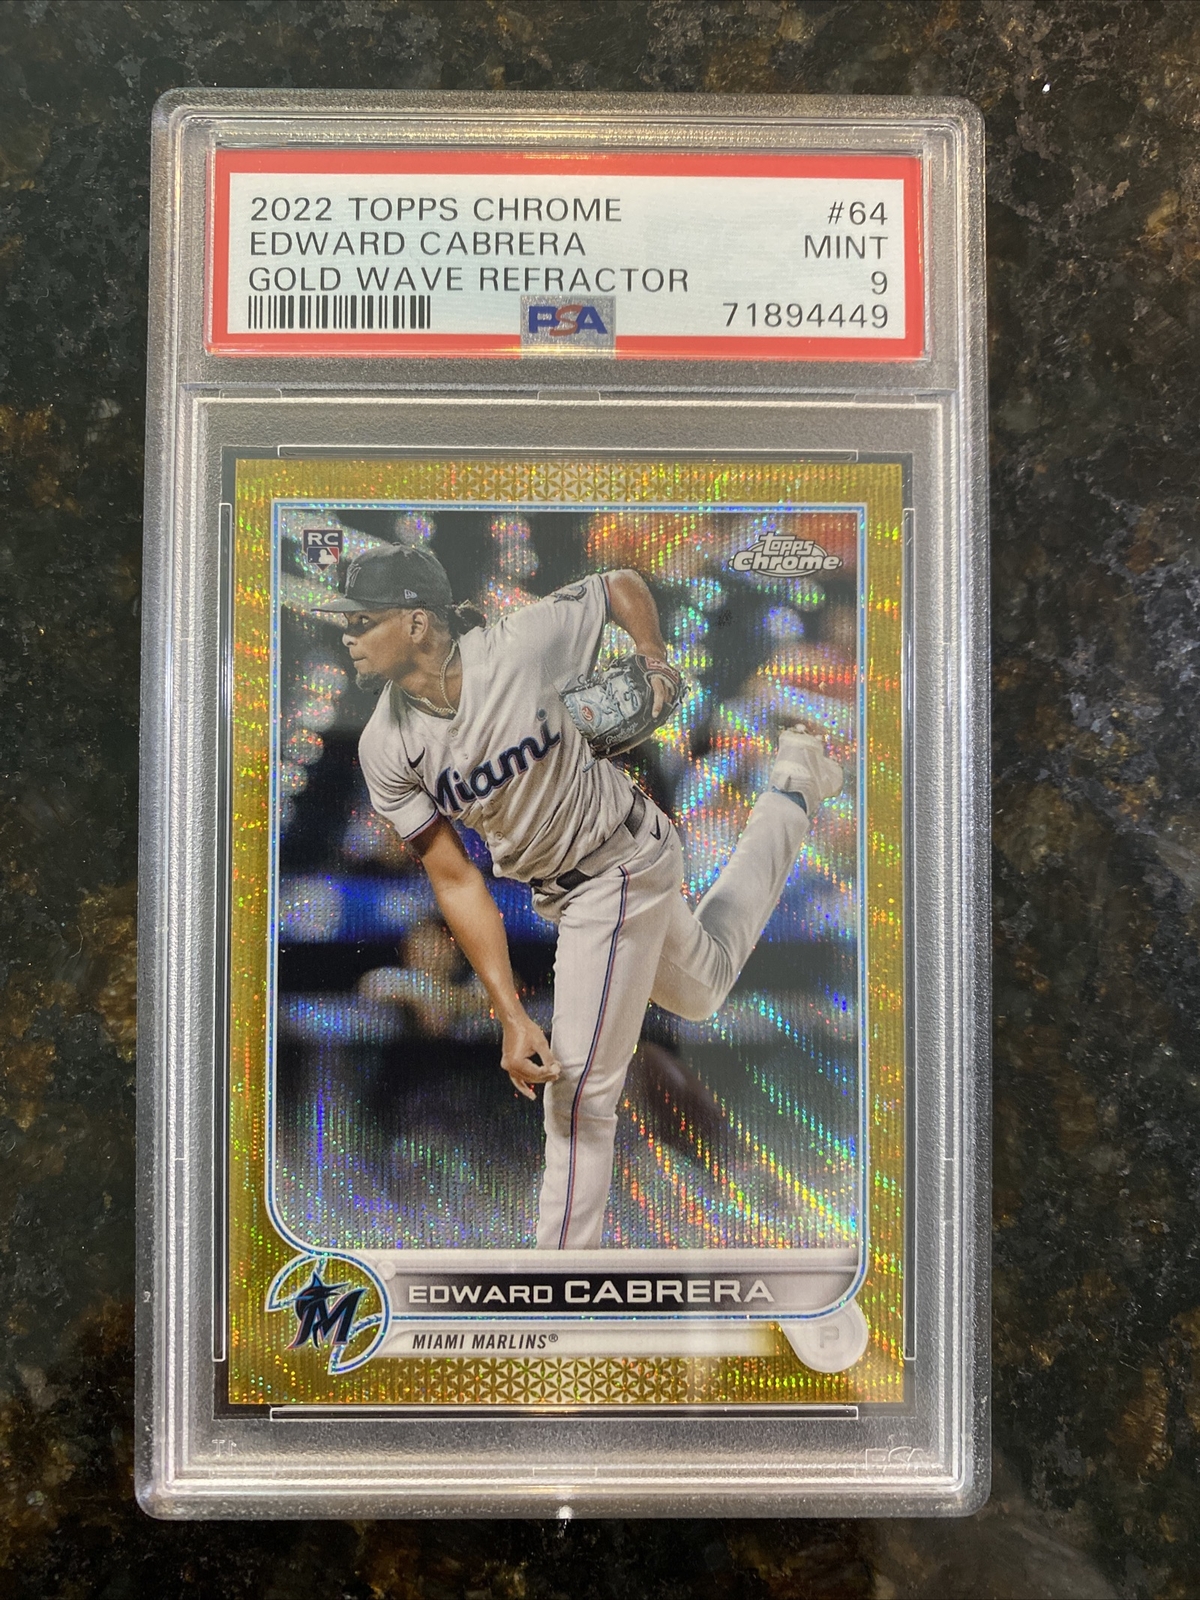 2022 TOPPS CHROME #64
EDWARD CABRERA MINT
GOLD WAVE REFRACTOR 9
PSA 71894449
RC
Topps
Chrome
Miami
EDWARD CABRERA
M
MIAMI MARLINS®
P
PSA